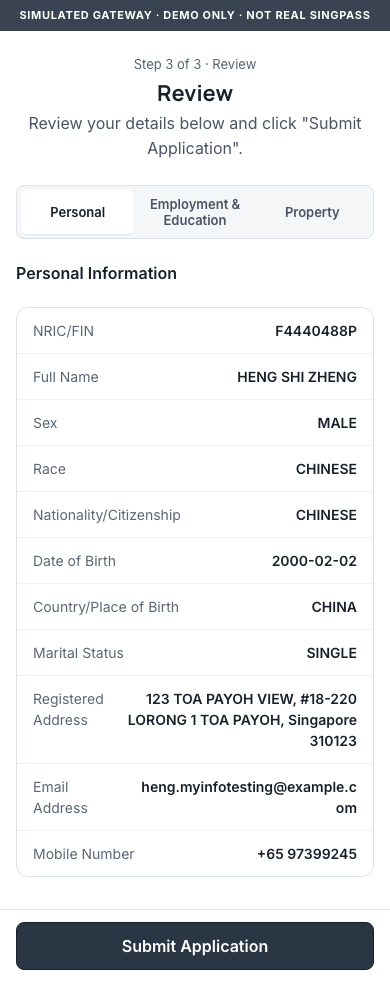 SIMULATED GATEWAY · DEMO ONLY · NOT REAL SINGPASS
Step 3 of 3 · Review
Review
Review your details below and click "Submit
Application".
Personal
Employment &
Education
Property
Personal Information
NRIC/FIN F4440488P
Full Name HENG SHI ZHENG
Sex MALE
Race CHINESE
Nationality/Citizenship CHINESE
Date of Birth 2000-02-02
Country/Place of Birth CHINA
Marital Status SINGLE
Registered 123 TOA PAYOH VIEW, #18-220
Address LORONG 1 TOA PAYOH, Singapore
310123
Email heng.myinfotesting@example.c
Address om
Mobile Number +65 97399245
Submit Application